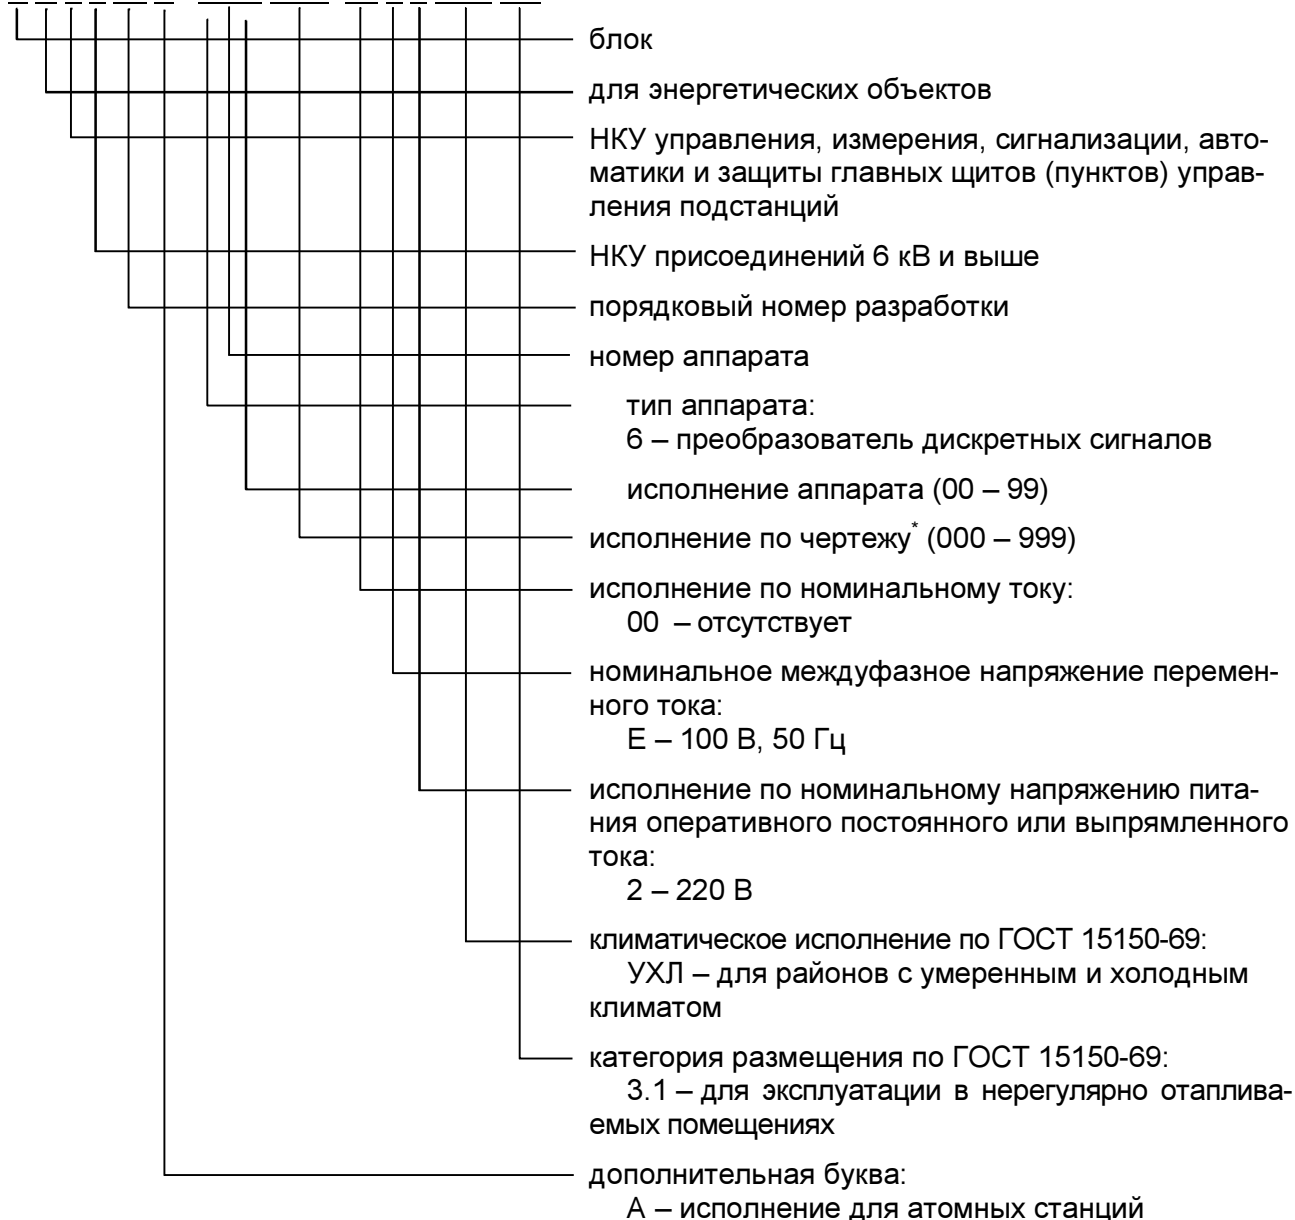 блок
для энергетических объектов
НКУ управления, измерения, сигнализации, авто-
матики и защиты главных щитов (пунктов) управ-
ления подстанций
НКУ присоединений 6 кВ и выше
порядковый номер разработки
номер аппарата
тип аппарата:
6 – преобразователь дискретных сигналов
исполнение аппарата (00 – 99)
исполнение по чертежу* (000 – 999)
исполнение по номинальному току:
00 – отсутствует
номинальное междуфазное напряжение перемен-
ного тока:
Е – 100 В, 50 Гц
исполнение по номинальному напряжению пита-
ния оперативного постоянного или выпрямленного
тока:
2 – 220 В
климатическое исполнение по ГОСТ 15150-69:
УХЛ – для районов с умеренным и холодным
климатом
категория размещения по ГОСТ 15150-69:
3.1 – для эксплуатации в нерегулярно отаплива-
емых помещениях
дополнительная буква:
А – исполнение для атомных станций